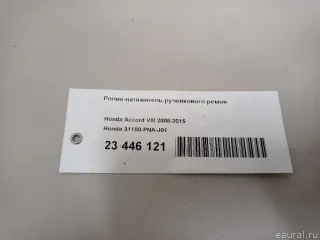 Ролик-натяжитель ручейкового ремня
Honda Accord VIII 2008-2015
Honda 31180-PNA-J01
23 446 121
eaural.ru